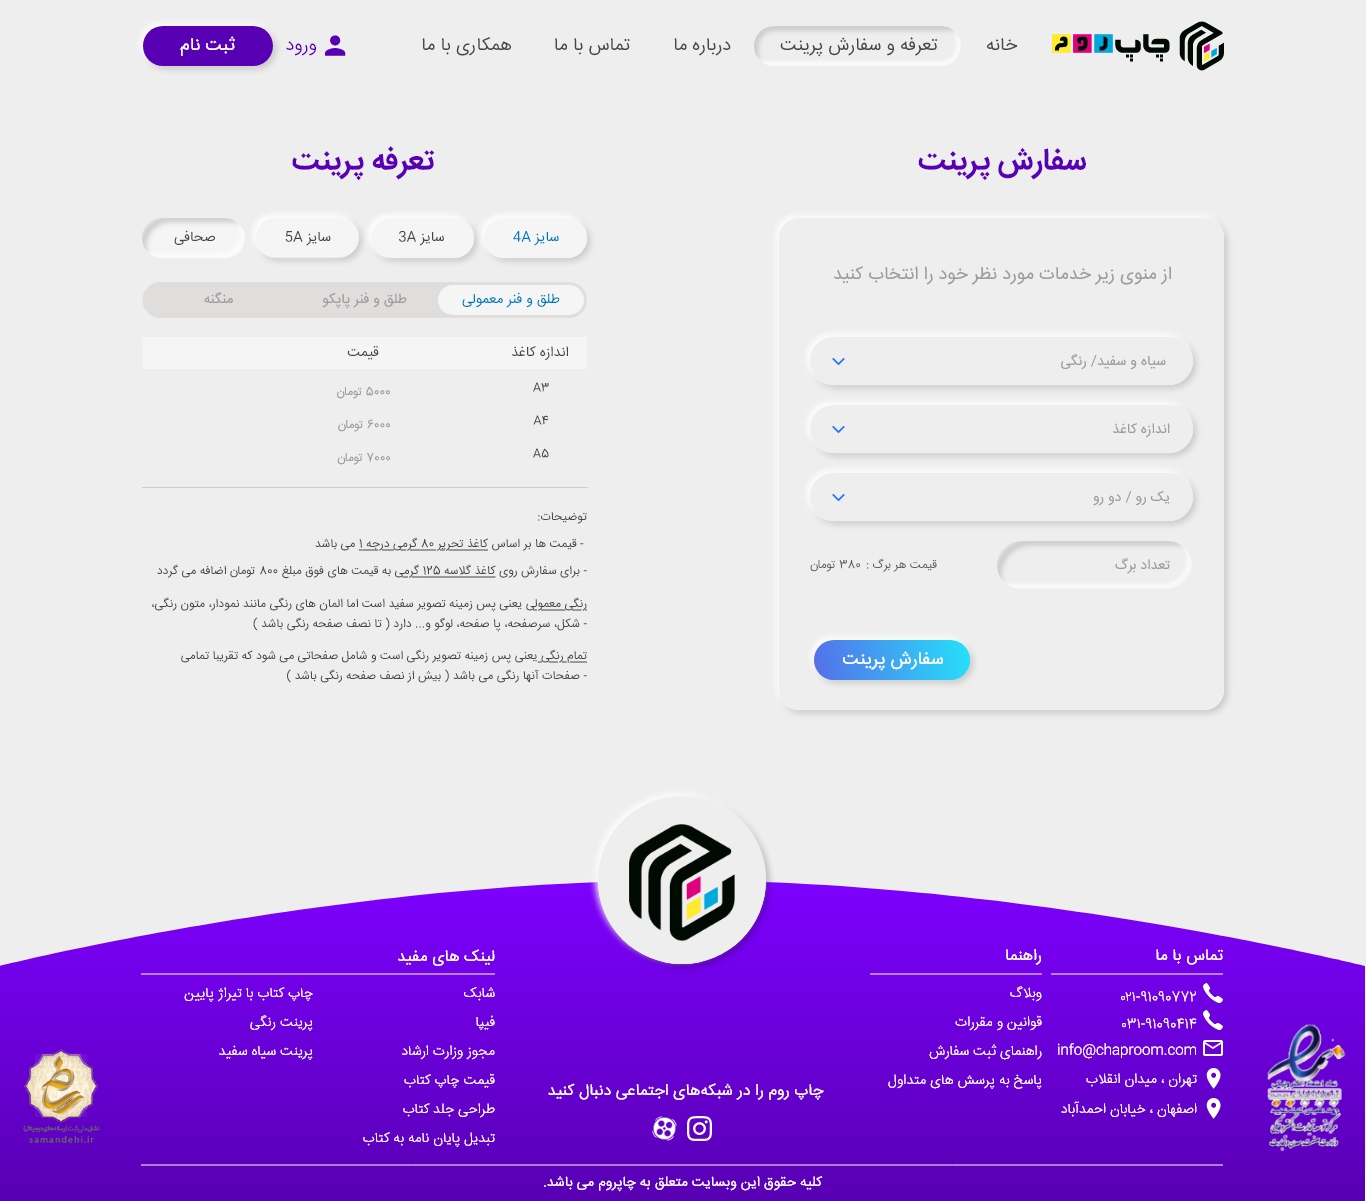 چاپ روم
خانه
تعرفه و سفارش پرینت
درباره ما
تماس با ما
همکاری با ما
ورود
ثبت نام
سفارش پرینت
از منوی زیر خدمات مورد نظر خود را انتخاب کنید
سیاه و سفید/ رنگی
اندازه کاغذ
یک رو / دو رو
تعداد برگ
قیمت هر برگ : ۳۸۰ تومان
سفارش پرینت
تعرفه پرینت
سایز 4A
سایز 3A
سایز 5A
صحافی
طلق و فنر معمولی
طلق و فنر پاپکو
منگنه
اندازه کاغذ قیمت
A۳ ۵۰۰۰ تومان
A۴ ۶۰۰۰ تومان
A۵ ۷۰۰۰ تومان
توضیحات:
- قیمت ها بر اساس کاغذ تحریر ۸۰ گرمی درجه ۱ می باشد
- برای سفارش روی کاغذ گلاسه ۱۲۵ گرمی به قیمت های فوق مبلغ ۸۰۰ تومان اضافه می گردد
رنگی معمولی یعنی پس زمینه تصویر سفید است اما المان های رنگی مانند نمودار، متون رنگی،
- شکل، سرصفحه، پا صفحه، لوگو و... دارد ( تا نصف صفحه رنگی باشد )
تمام رنگی یعنی پس زمینه تصویر رنگی است و شامل صفحاتی می شود که تقریبا تمامی
- صفحات آنها رنگی می باشد ( بیش از نصف صفحه رنگی باشد )
تماس با ما
۰۲۱-۹۱۰۹۰۷۷۲
۰۳۱-۹۱۰۹۰۴۱۴
info@chaproom.com
تهران ، میدان انقلاب
اصفهان ، خیابان احمدآباد
راهنما
وبلاگ
قوانین و مقررات
راهنمای ثبت سفارش
پاسخ به پرسش های متداول
چاپ روم را در شبکه‌های اجتماعی دنبال کنید
لینک های مفید
شابک
فیپا
مجوز وزارت ارشاد
قیمت چاپ کتاب
طراحی جلد کتاب
تبدیل پایان نامه به کتاب
چاپ کتاب با تیراژ پایین
پرینت رنگی
پرینت سیاه سفید
samandehi.ir
کلیه حقوق این وبسایت متعلق به چاپروم می باشد.